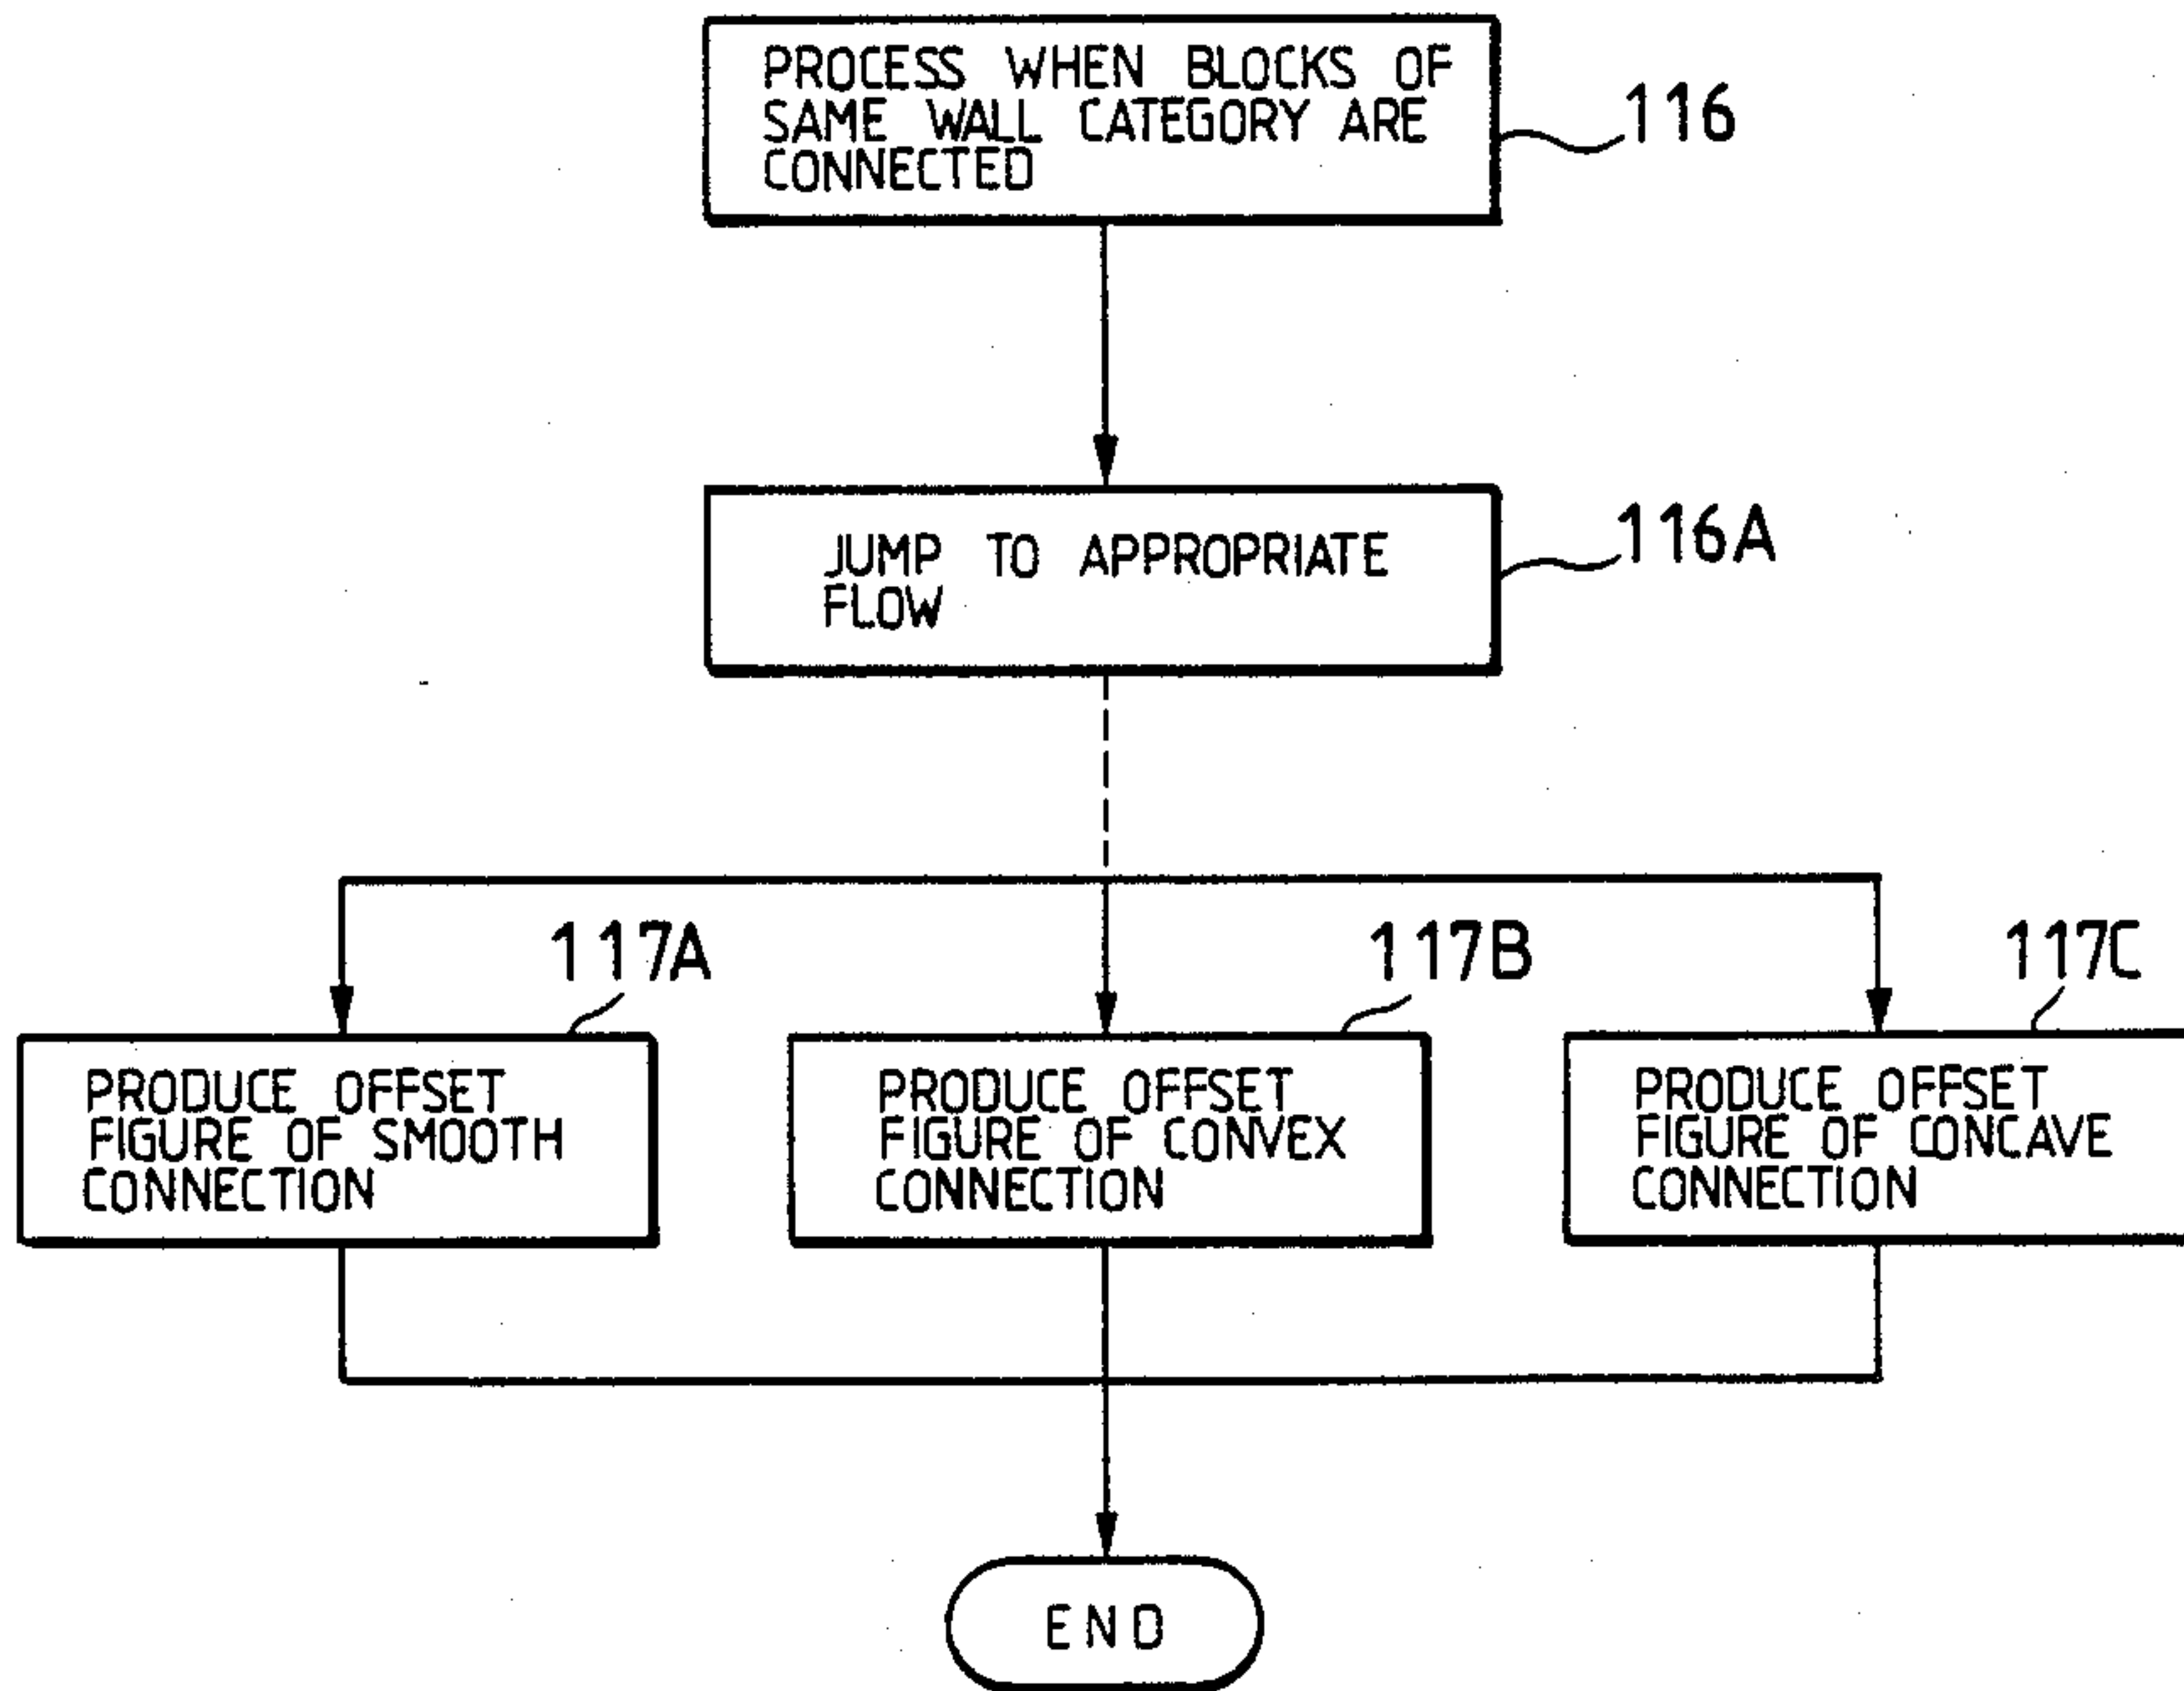 PROCESS WHEN BLOCKS OF
SAME WALL CATEGORY ARE
CONNECTED
116
JUMP TO APPROPRIATE
FLOW
116A
117A
117B
117C
PRODUCE OFFSET
FIGURE OF SMOOTH
CONNECTION
PRODUCE OFFSET
FIGURE OF CONVEX
CONNECTION
PRODUCE OFFSET
FIGURE OF CONCAVE
CONNECTION
END